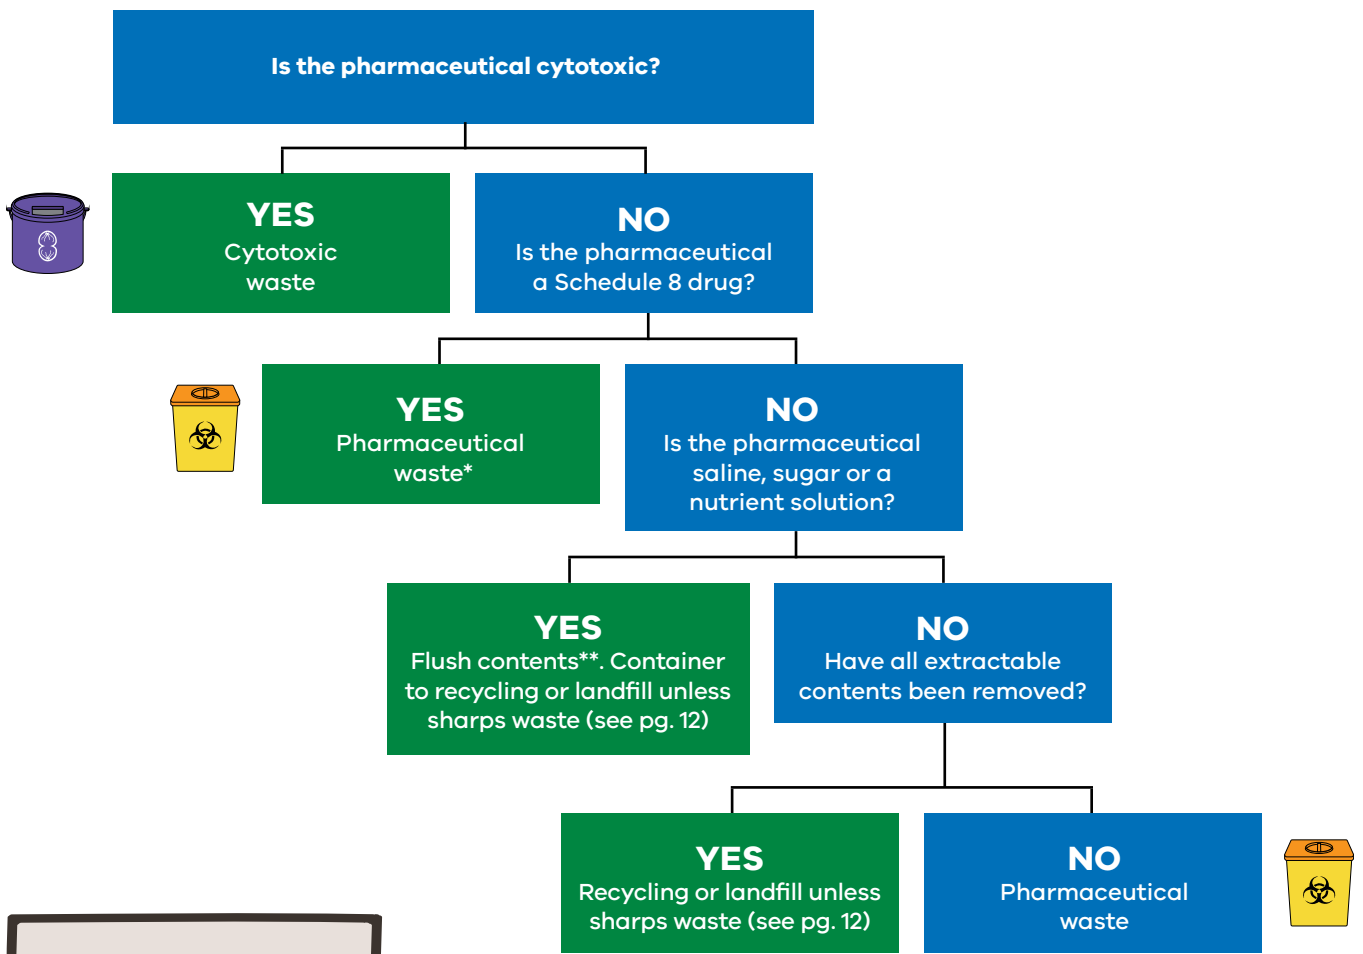 Is the pharmaceutical cytotoxic?
YES
Cytotoxic
waste
NO
Is the pharmaceutical
a Schedule 8 drug?
YES
Pharmaceutical
waste*
NO
Is the pharmaceutical
saline, sugar or a
nutrient solution?
YES
Flush contents**. Container
to recycling or landfill unless
sharps waste (see pg. 12)
NO
Have all extractable
contents been removed?
YES
Recycling or landfill unless
sharps waste (see pg. 12)
NO
Pharmaceutical
waste